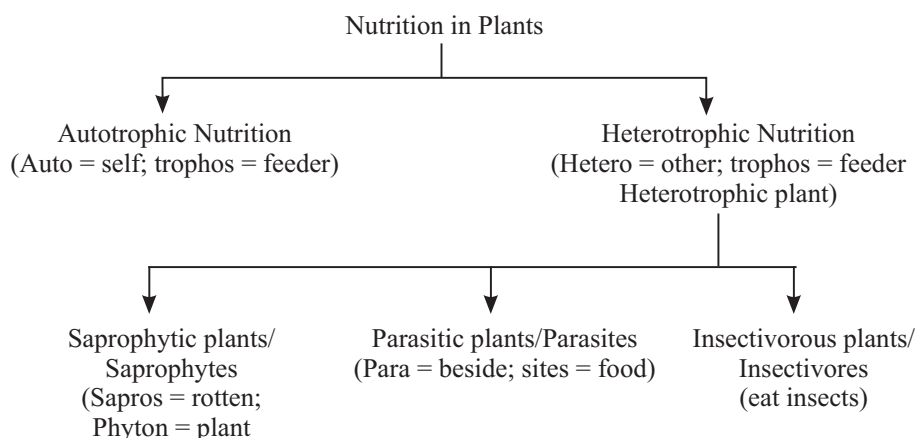 Nutrition in Plants
Autotrophic Nutrition
(Auto = self; trophos = feeder)
Heterotrophic Nutrition
(Hetero = other; trophos = feeder
Heterotrophic plant)
Saprophytic plants/
Saprophytes
(Sapros = rotten;
Phyton = plant
Parasitic plants/Parasites
(Para = beside; sites = food)
Insectivorous plants/
Insectivores
(eat insects)